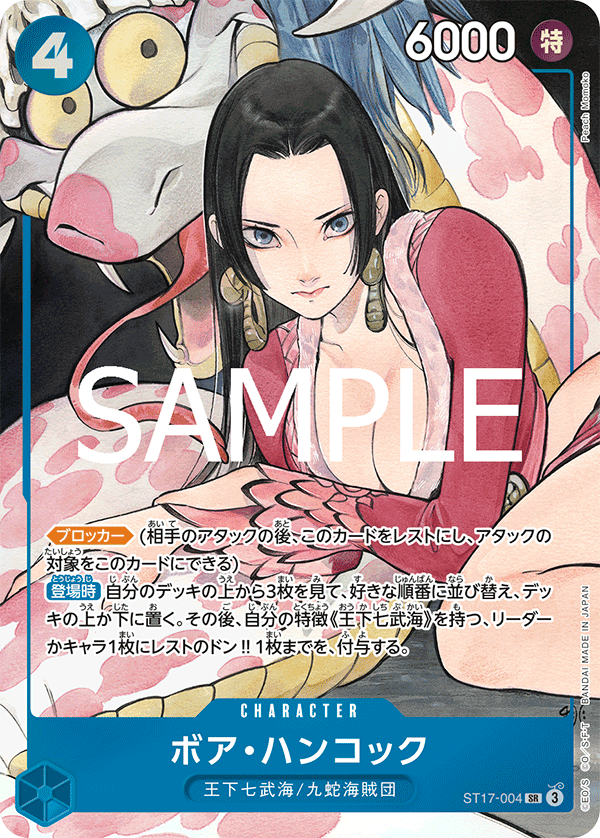 4
6000 特
Peach Momoko
SAMPLE
ブロッカー (相手のアタックの後、このカードをレストにし、アタックの
対象をこのカードにできる)
登場時 自分のデッキの上から3枚を見て、好きな順番に並び替え、デッ
キの上か下に置く。その後、自分の特徴《王下七武海》を持つ、リーダー
かキャラ1枚にレストのドン!!1枚までを、付与する。
CHARACTER
ボア・ハンコック
王下七武海/九蛇海賊団
ST17-004 SR 3
©E.O/S. ©O./S.F.T BANDAI MADE IN JAPAN